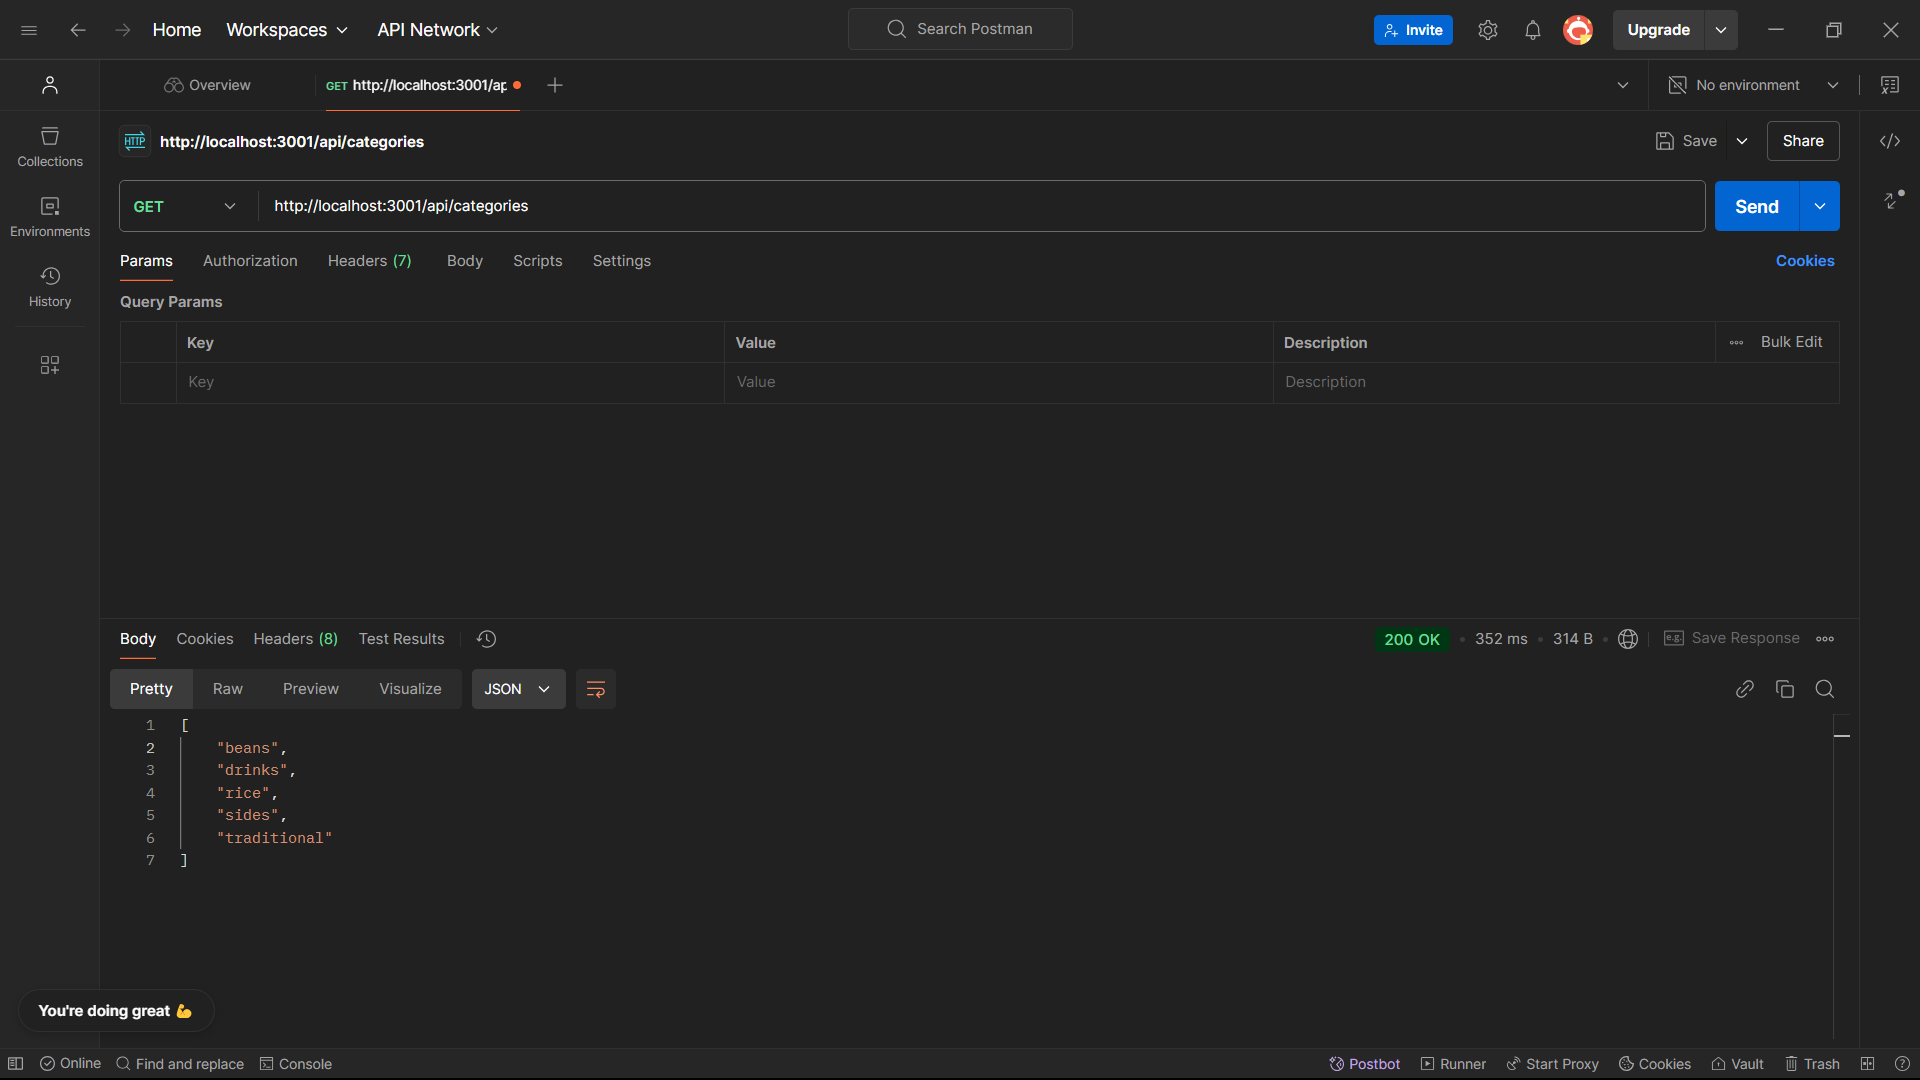 Home Workspaces API Network Search Postman Invite Upgrade
Overview GET http://localhost:3001/ap No environment
HTTP http://localhost:3001/api/categories Save Share
Collections
GET http://localhost:3001/api/categories Send
Environments
Params Authorization Headers (7) Body Scripts Settings Cookies
History
Query Params
Key Value Description Bulk Edit
Key Value Description
Body Cookies Headers (8) Test Results 200 OK 352 ms 314 B e.g. Save Response
Pretty Raw Preview Visualize JSON
1 [
2 "beans",
3 "drinks",
4 "rice",
5 "sides",
6 "traditional"
7 ]
You're doing great 💪
Online Find and replace Console Postbot Runner Start Proxy Cookies Vault Trash